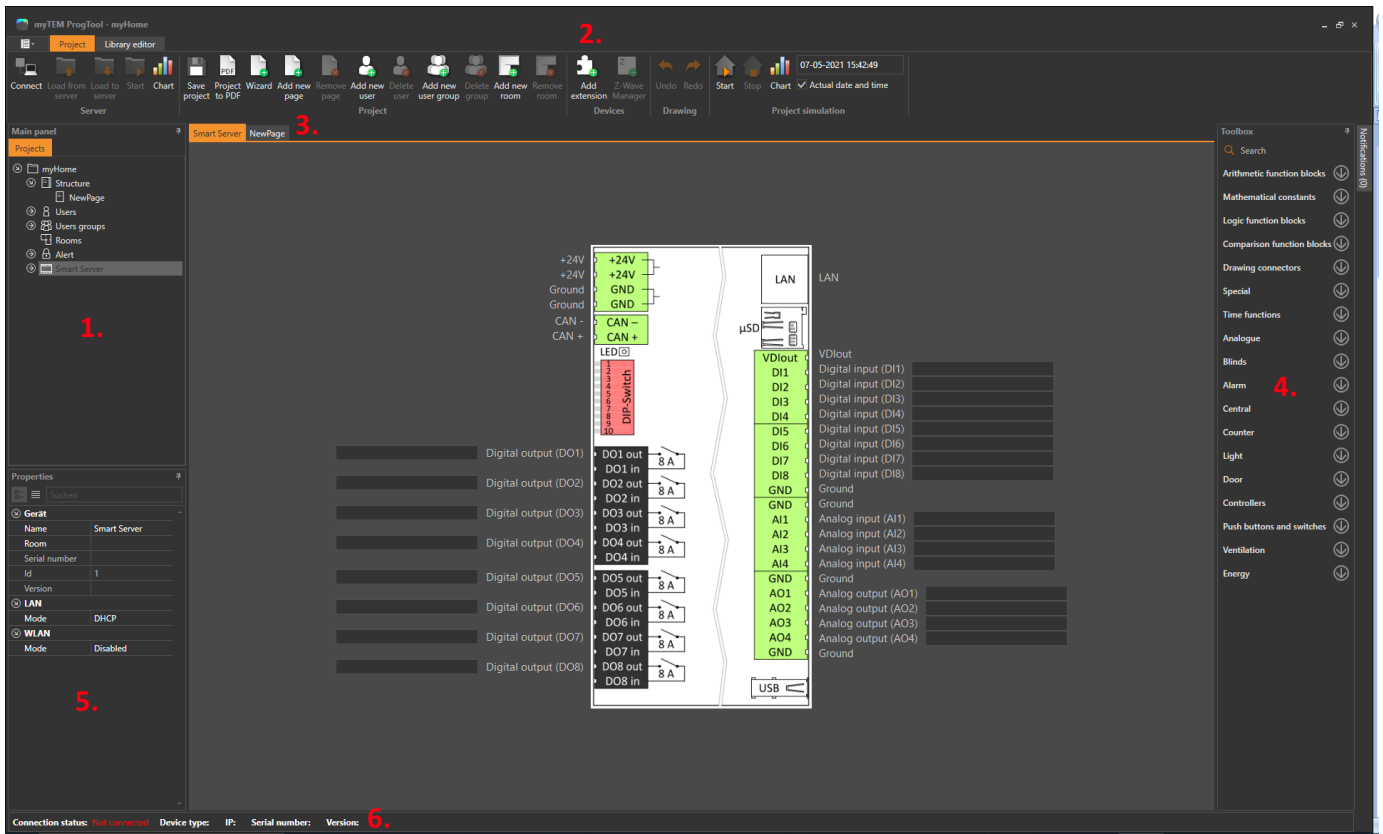 myTEM ProgTool - myHome
2.
Project Library editor
Connect Load from server Load to server Start Chart
Save project Project to PDF Wizard Add new page Remove page Add new user Delete user Add new user group Delete group Add new room Remove room
Add extension Z-Wave Manager Undo Redo Start Stop Chart 07-05-2021 15:42:49
Actual date and time
Server Project Devices Drawing Project simulation
Main panel
Projects
myHome
Structure
NewPage
Users
Users groups
Rooms
Alert
Smart Server
1.
Properties
Suchen
Gerät
Name Smart Server
Room
Serial number
Id 1
Version
LAN
Mode DHCP
WLAN
Mode Disabled
5.
Smart Server NewPage 3.
+24V +24V
+24V +24V
Ground GND
Ground GND
CAN - CAN –
CAN + CAN +
LED
1
2
3
4
5
6
7
8
9
10
DIP-Switch
Digital output (DO1) DO1 out 8 A
DO1 in
Digital output (DO2) DO2 out 8 A
DO2 in
Digital output (DO3) DO3 out 8 A
DO3 in
Digital output (DO4) DO4 out 8 A
DO4 in
Digital output (DO5) DO5 out 8 A
DO5 in
Digital output (DO6) DO6 out 8 A
DO6 in
Digital output (DO7) DO7 out 8 A
DO7 in
Digital output (DO8) DO8 out 8 A
DO8 in
LAN LAN
µSD
VDIout VDIout
DI1 Digital input (DI1)
DI2 Digital input (DI2)
DI3 Digital input (DI3)
DI4 Digital input (DI4)
DI5 Digital input (DI5)
DI6 Digital input (DI6)
DI7 Digital input (DI7)
DI8 Digital input (DI8)
GND Ground
GND Ground
AI1 Analog input (AI1)
AI2 Analog input (AI2)
AI3 Analog input (AI3)
AI4 Analog input (AI4)
GND Ground
AO1 Analog output (AO1)
AO2 Analog output (AO2)
AO3 Analog output (AO3)
AO4 Analog output (AO4)
GND Ground
USB
Toolbox
Search
Arithmetic function blocks
Mathematical constants
Logic function blocks
Comparison function blocks
Drawing connectors
Special
Time functions
Analogue
Blinds
Alarm
Central
Counter
Light
Door
Controllers
Push buttons and switches
Ventilation
Energy
4.
Notifications (0)
Connection status: Not connected Device type: IP: Serial number: Version: 6.